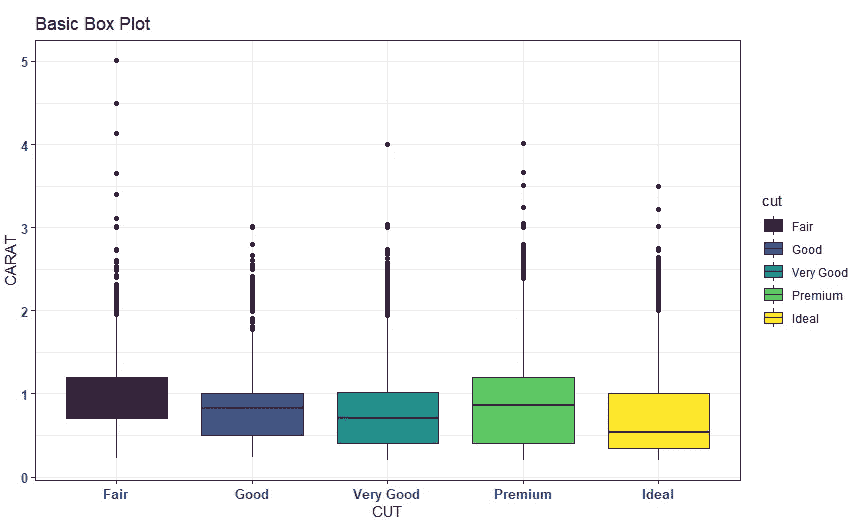 Basic Box Plot
5
4
3
2
1
0
CARAT
Fair
Good
Very Good
Premium
Ideal
CUT
cut
Fair
Good
Very Good
Premium
Ideal